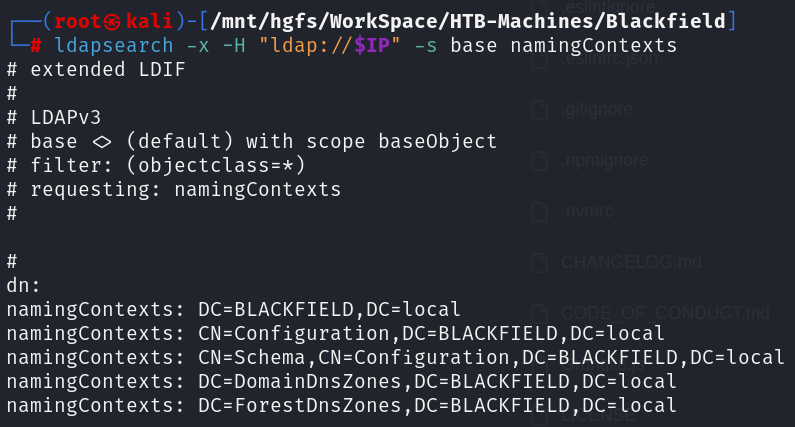 ┌──(root㉿kali)-[/mnt/hgfs/WorkSpace/HTB-Machines/Blackfield]
└─# ldapsearch -x -H "ldap://$IP" -s base namingContexts
# extended LDIF
#
# LDAPv3
# base <> (default) with scope baseObject
# filter: (objectclass=*)
# requesting: namingContexts
#

#
dn:
namingContexts: DC=BLACKFIELD,DC=local
namingContexts: CN=Configuration,DC=BLACKFIELD,DC=local
namingContexts: CN=Schema,CN=Configuration,DC=BLACKFIELD,DC=local
namingContexts: DC=DomainDnsZones,DC=BLACKFIELD,DC=local
namingContexts: DC=ForestDnsZones,DC=BLACKFIELD,DC=local
.eslintignore
.eslintrc.json
.gitignore
.npmignore
.nvmrc
CHANGELOG.md
CODE_OF_CONDUCT.md
LICENSE